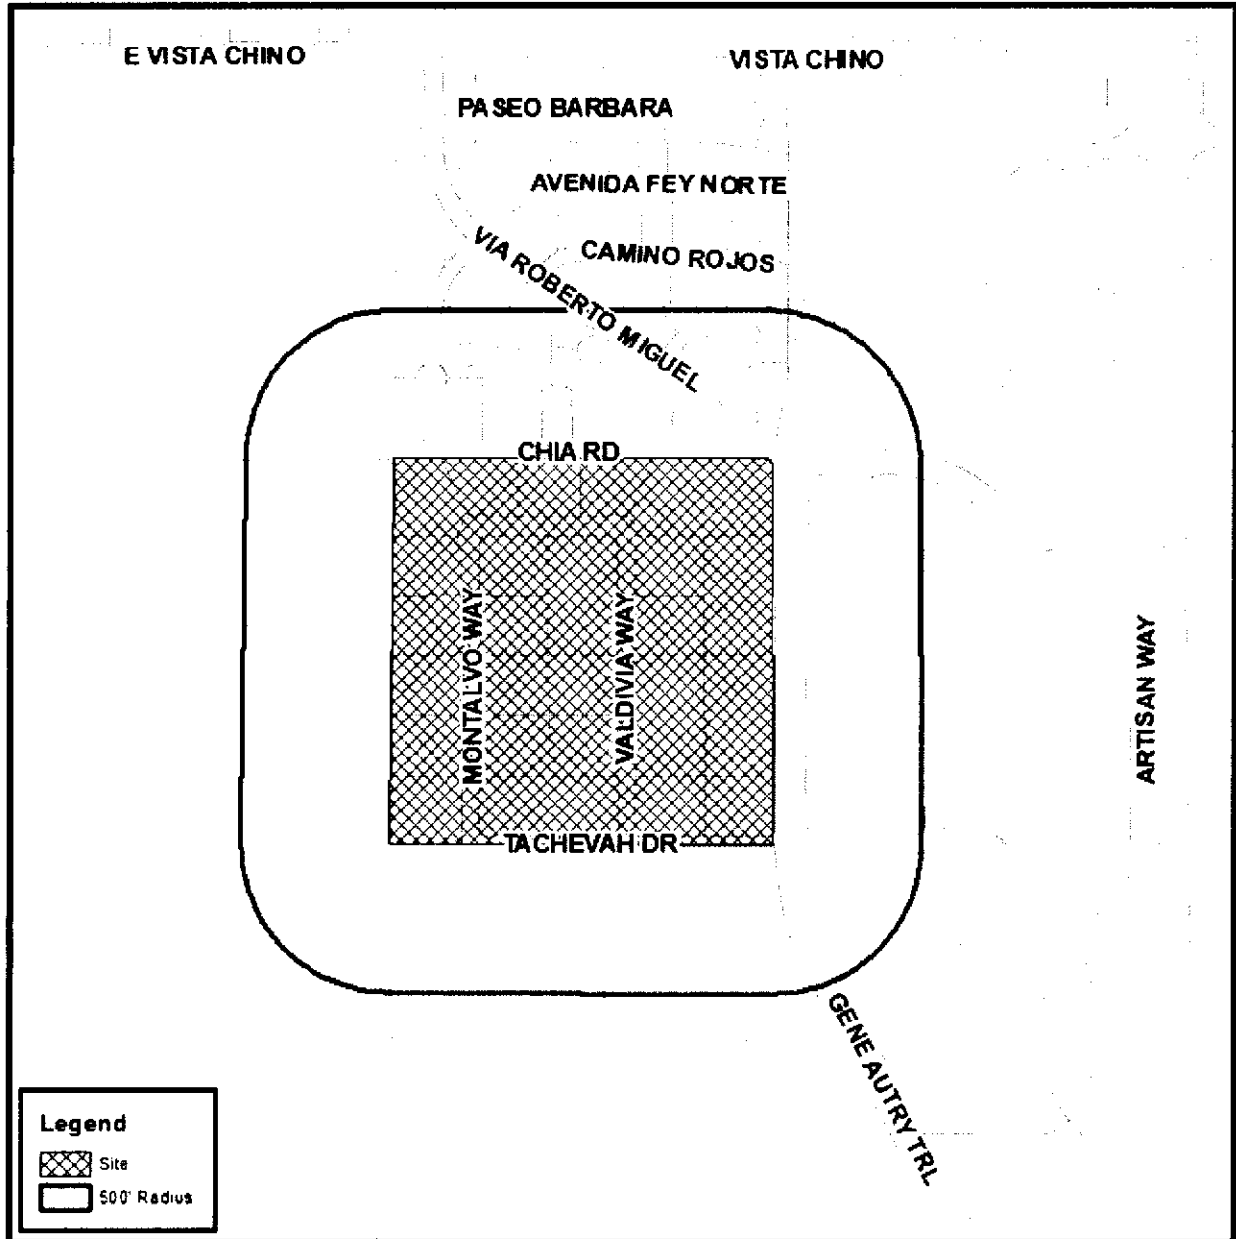 E VISTA CHINO
VISTA CHINO
PASEO BARBARA
AVENIDA FEY NORTE
CAMINO ROJOS
VIA ROBERTO MIGUEL
CHIA RD
MONTALVO WAY
VALDIVIA WAY
ARTISAN WAY
TACHEVAH DR
GENE AUTRY TRL
Legend
Site
500' Radius